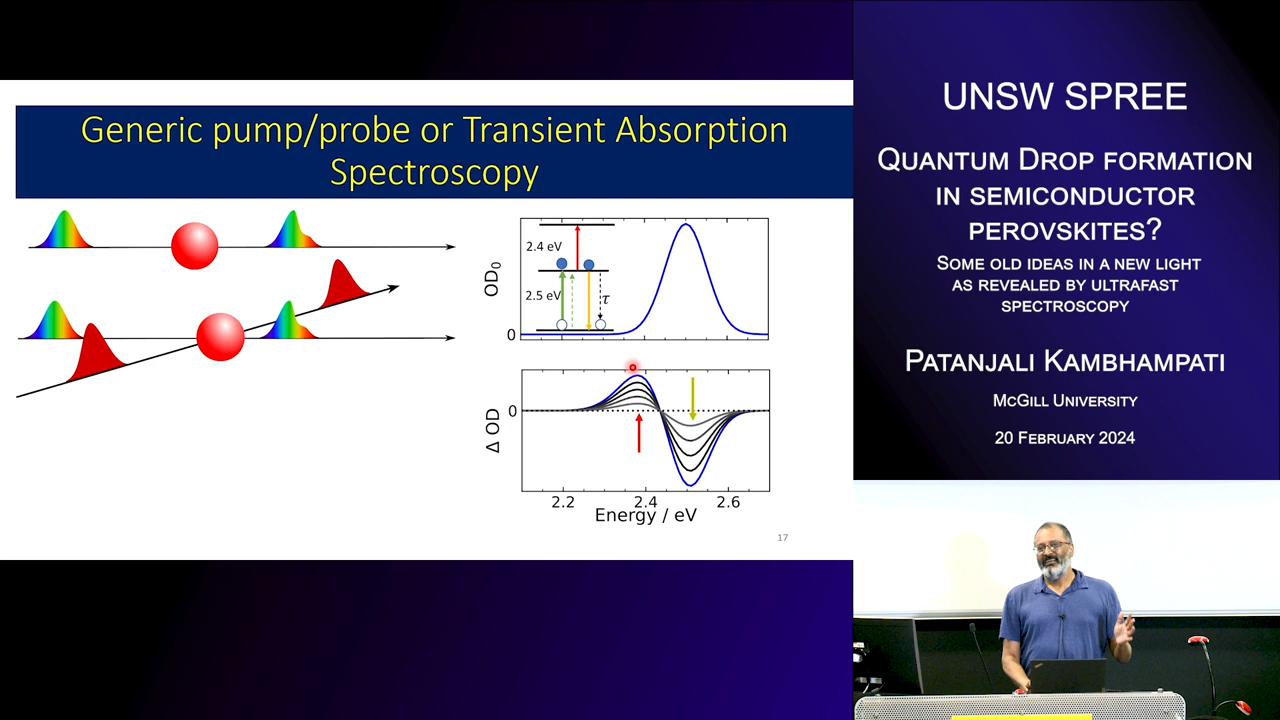 Generic pump/probe or Transient Absorption
Spectroscopy
2.4 eV
2.5 eV
τ
OD0
0
0
Δ OD
2.2
2.4
2.6
Energy / eV
17
UNSW SPREE
QUANTUM DROP FORMATION
IN SEMICONDUCTOR
PEROVSKITES?
SOME OLD IDEAS IN A NEW LIGHT
AS REVEALED BY ULTRAFAST
SPECTROSCOPY
PATANJALI KAMBHAMPATI
MCGILL UNIVERSITY
20 FEBRUARY 2024